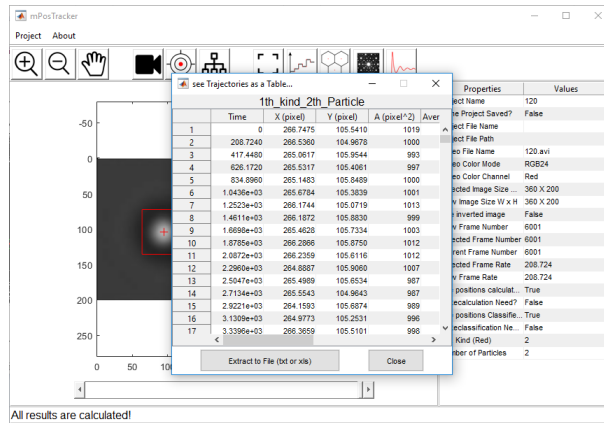 mPosTracker
Project About
see Trajectories as a Table...
1th_kind_2th_Particle
Time X (pixel) Y (pixel) A (pixel^2) Aver
1 0 266.7475 105.5410 1019
2 208.7240 266.5360 104.9678 1000
3 417.4480 265.0617 105.9544 993
4 626.1720 265.5317 105.4061 997
5 834.8960 265.1483 105.8489 1000
6 1.0436e+03 265.6784 105.3839 1001
7 1.2523e+03 266.1744 105.0719 1013
8 1.4611e+03 266.1872 105.8830 999
9 1.6698e+03 265.4628 105.7334 1003
10 1.8785e+03 266.2866 105.8750 1012
11 2.0872e+03 266.2359 105.6116 1012
12 2.2960e+03 264.8887 105.9060 1007
13 2.5047e+03 265.4989 105.6534 987
14 2.7134e+03 265.5543 104.9643 987
15 2.9221e+03 264.1593 105.6874 989
16 3.1309e+03 264.9773 105.2531 996
17 3.3396e+03 266.3659 105.5101 998
Extract to File (txt or xls) Close
Properties Values
ject Name 120
he Project Saved? False
ject File Name
ject File Path
eo File Name 120.avi
eo Color Mode RGB24
eo Color Channel Red
ected Image Size ... 360 X 200
w Image Size W x H 360 X 200
e inverted image False
w Frame Number 6001
ected Frame Number 6001
rent Frame Number 6001
ected Frame Rate 208.724
w Frame Rate 208.724
positions calculat... True
ecalculation Need? False
positions Classifie... True
eclassification Ne... False
Kind (Red) 2
nber of Particles 2
-50
0
50
100
150
200
250
0 50 10
All results are calculated!